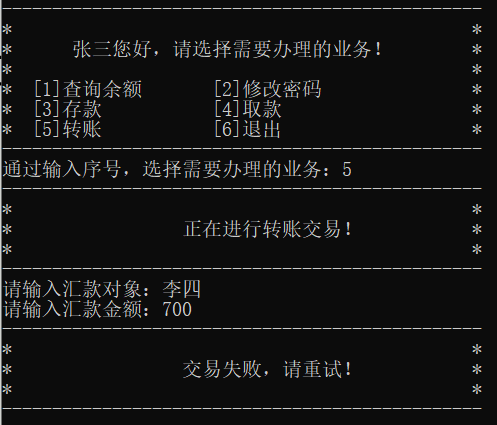 ------------------------------------------------
*                                              *
*      张三您好，请选择需要办理的业务！        *
*                                              *
*  [1]查询余额       [2]修改密码               *
*  [3]存款           [4]取款                   *
*  [5]转账           [6]退出                   *
------------------------------------------------
通过输入序号，选择需要办理的业务：5
------------------------------------------------
*                                              *
*                 正在进行转账交易！           *
*                                              *
------------------------------------------------
请输入汇款对象：李四
请输入汇款金额：700
------------------------------------------------
*                                              *
*                 交易失败，请重试！           *
*                                              *
------------------------------------------------